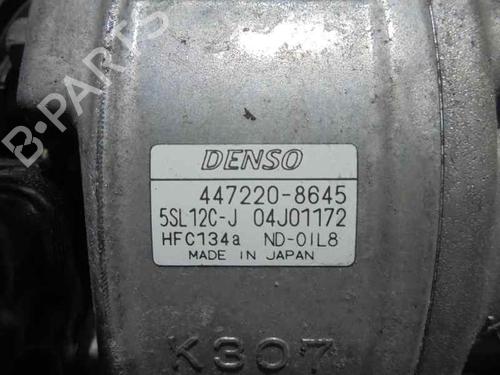 B-PARTS
DENSO
447220-8645
5SL12C-J 04J01172
HFC134a ND-OIL8
MADE IN JAPAN
K307